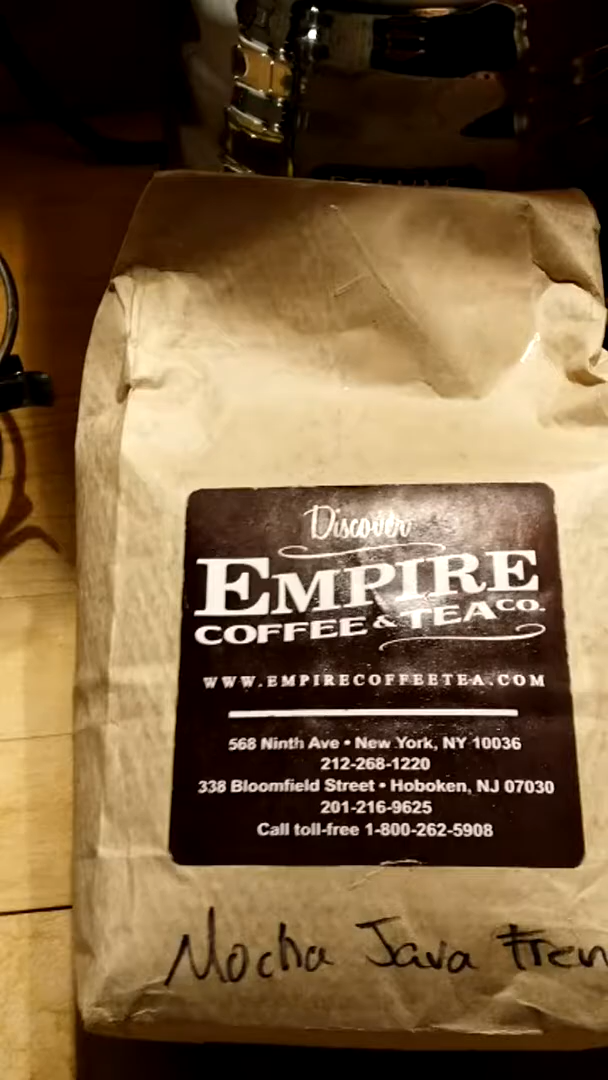 Discover
EMPIRE
COFFEE & TEA CO.
WWW.EMPIRECOFFEETEA.COM
568 Ninth Ave • New York, NY 10036
212-268-1220
338 Bloomfield Street • Hoboken, NJ 07030
201-216-9625
Call toll-free 1-800-262-5908
Mocha Java Fren